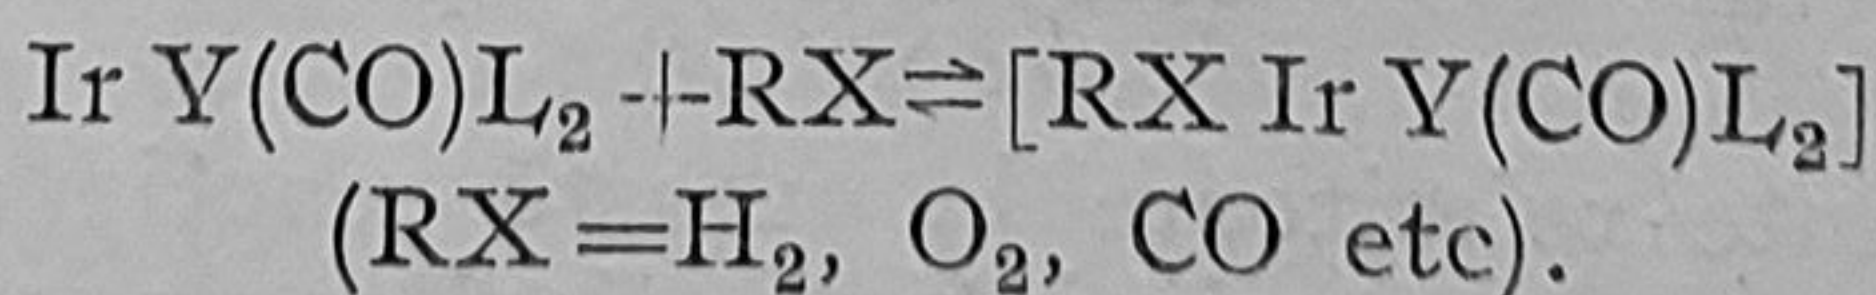 Ir Y(CO)L₂ + RX ⇌ [RX Ir Y(CO)L₂]
(RX = H₂, O₂, CO etc).